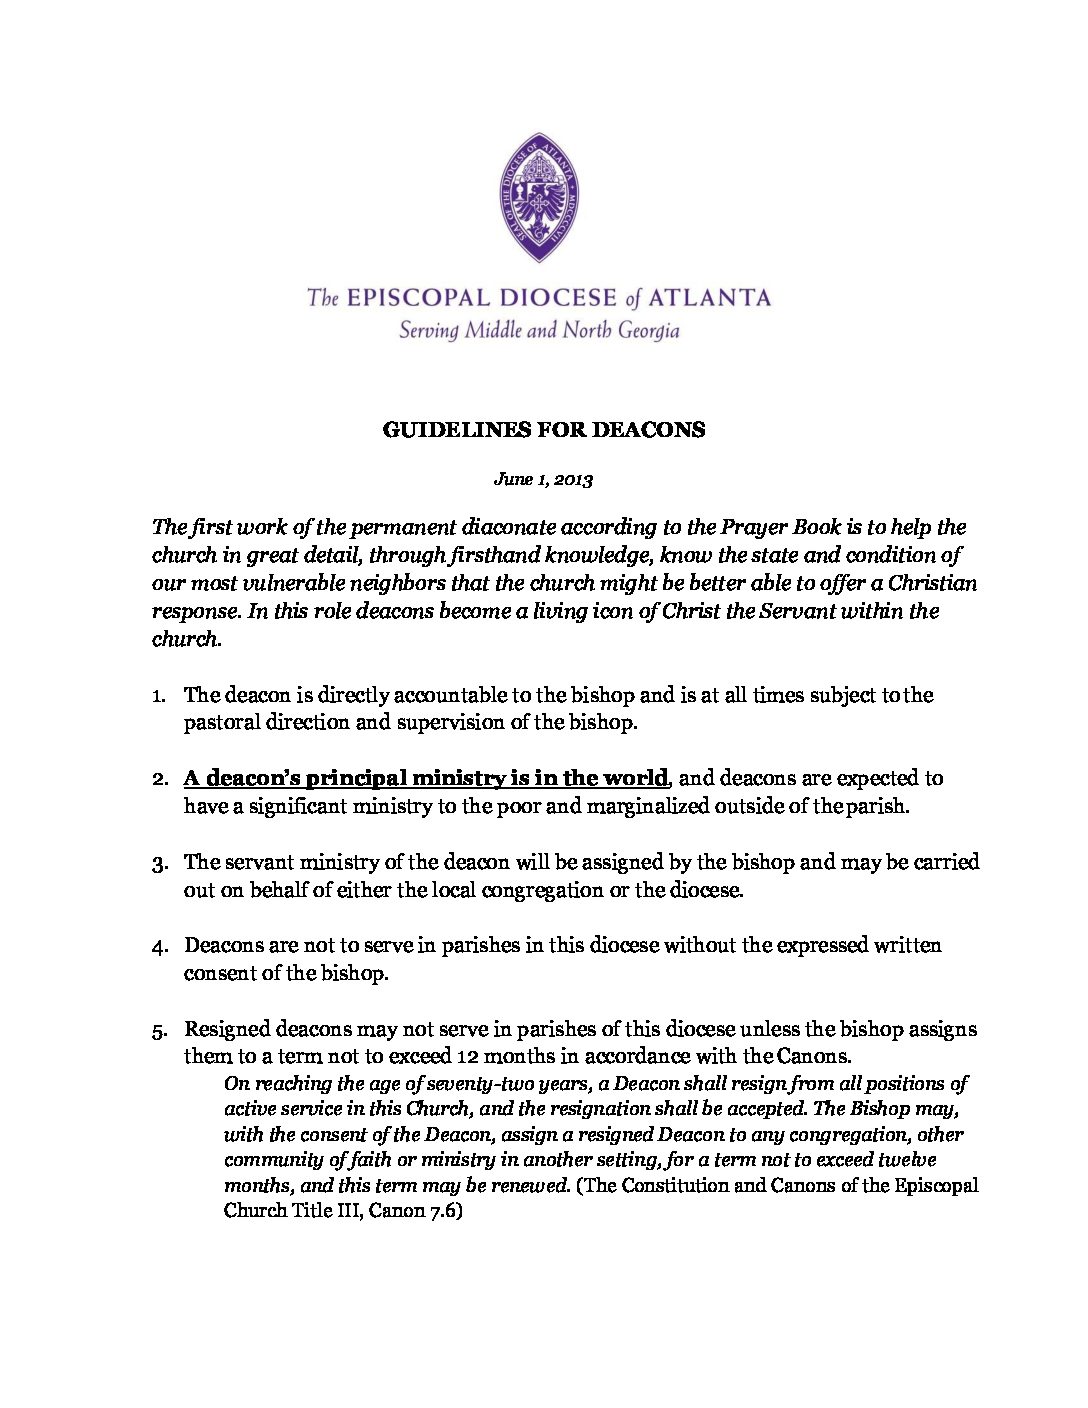 SEAL OF THE DIOCESE OF ATLANTA • MDCCCCVII
The EPISCOPAL DIOCESE of ATLANTA
Serving Middle and North Georgia
GUIDELINES FOR DEACONS
June 1, 2013
The first work of the permanent diaconate according to the Prayer Book is to help the
church in great detail, through firsthand knowledge, know the state and condition of
our most vulnerable neighbors that the church might be better able to offer a Christian
response. In this role deacons become a living icon of Christ the Servant within the
church.
1. The deacon is directly accountable to the bishop and is at all times subject to the
pastoral direction and supervision of the bishop.
2. A deacon's principal ministry is in the world, and deacons are expected to
have a significant ministry to the poor and marginalized outside of the parish.
3. The servant ministry of the deacon will be assigned by the bishop and may be carried
out on behalf of either the local congregation or the diocese.
4. Deacons are not to serve in parishes in this diocese without the expressed written
consent of the bishop.
5. Resigned deacons may not serve in parishes of this diocese unless the bishop assigns
them to a term not to exceed 12 months in accordance with the Canons.
On reaching the age of seventy-two years, a Deacon shall resign from all positions of
active service in this Church, and the resignation shall be accepted. The Bishop may,
with the consent of the Deacon, assign a resigned Deacon to any congregation, other
community of faith or ministry in another setting, for a term not to exceed twelve
months, and this term may be renewed. (The Constitution and Canons of the Episcopal
Church Title III, Canon 7.6)